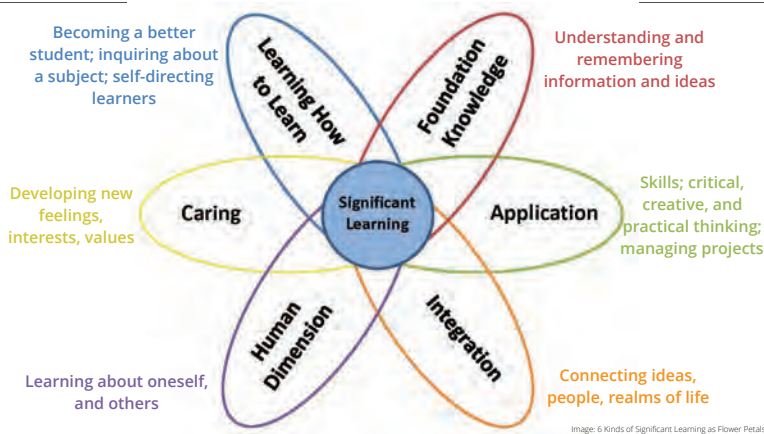 Becoming a better
student; inquiring about
a subject; self-directing
learners
Learning How
to Learn
Foundation
Knowledge
Understanding and
remembering
information and ideas
Developing new
feelings,
interests, values
Caring
Significant
Learning
Application
Skills; critical,
creative, and
practical thinking;
managing projects
Human
Dimension
Integration
Learning about oneself,
and others
Connecting ideas,
people, realms of life
Image: 6 Kinds of Significant Learning as Flower Petals